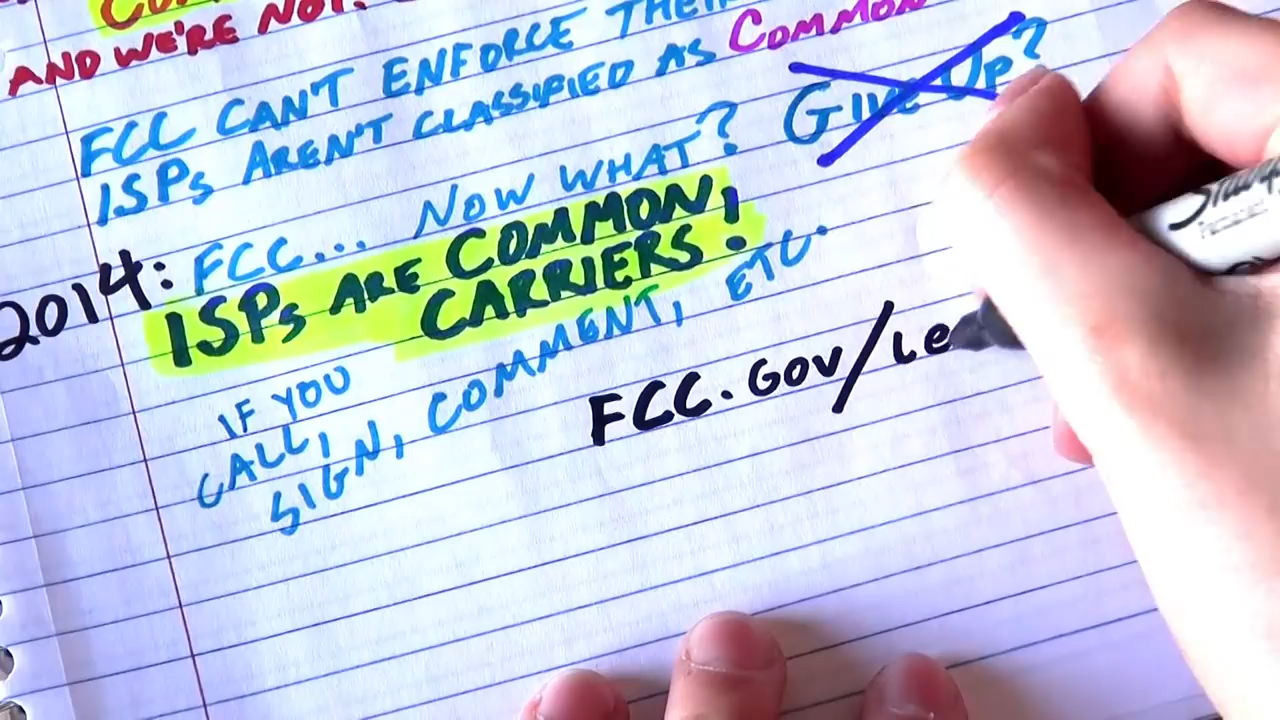 AND WE'RE NOT.
FCC CAN'T ENFORCE THEIR
ISPs AREN'T CLASSIFIED AS COMMON
FCC... NOW WHAT? GIVE UP?
2014: ISPs ARE COMMON
CARRIERS!
IF YOU
CALL,
SIGN, COMMENT, ETC.
FCC.GOV/Le